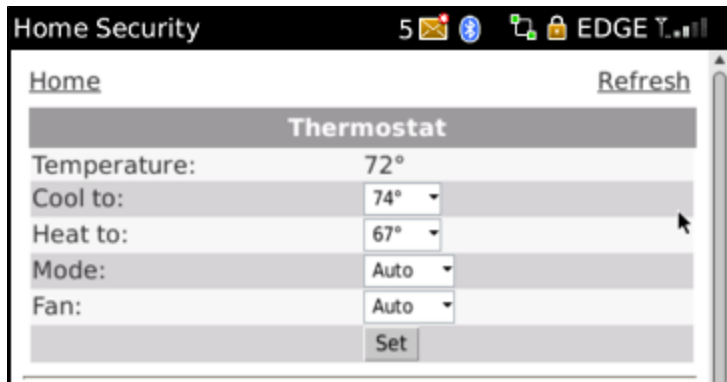 Home Security 5 EDGE
Home Refresh
Thermostat
Temperature: 72°
Cool to: 74°
Heat to: 67°
Mode: Auto
Fan: Auto
Set